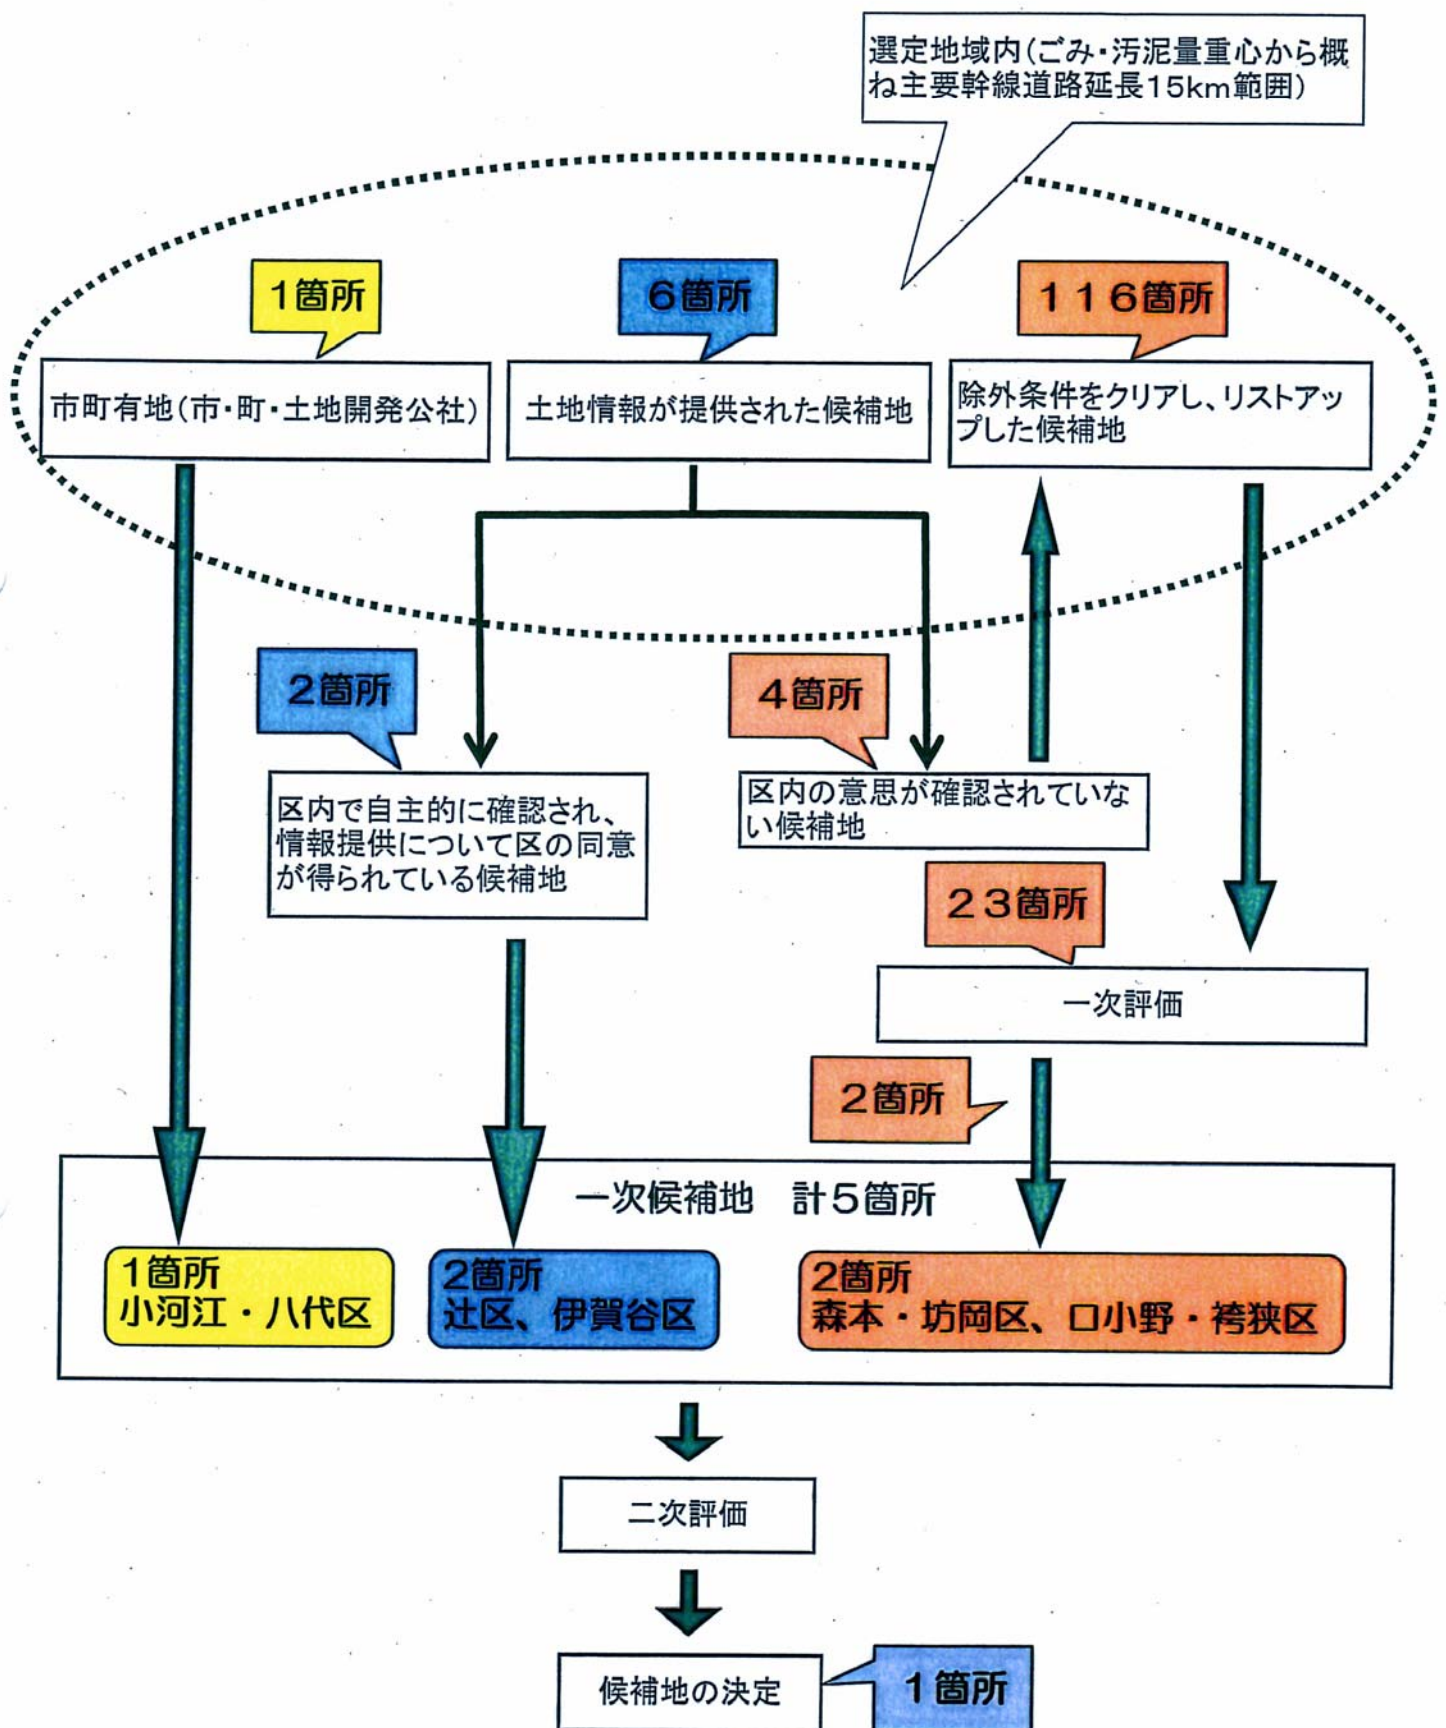 選定地域内(ごみ・汚泥量重心から概
ね主要幹線道路延長15km範囲)
1箇所
6箇所
116箇所
市町有地(市・町・土地開発公社)
土地情報が提供された候補地
除外条件をクリアし、リストアッ
プした候補地
2箇所
4箇所
区内で自主的に確認され、
情報提供について区の同意
が得られている候補地
区内の意思が確認されていな
い候補地
23箇所
一次評価
2箇所
一次候補地 計5箇所
1箇所
小河江・八代区
2箇所
辻区、伊賀谷区
2箇所
森本・坊岡区、口小野・袴狭区
二次評価
候補地の決定
1箇所